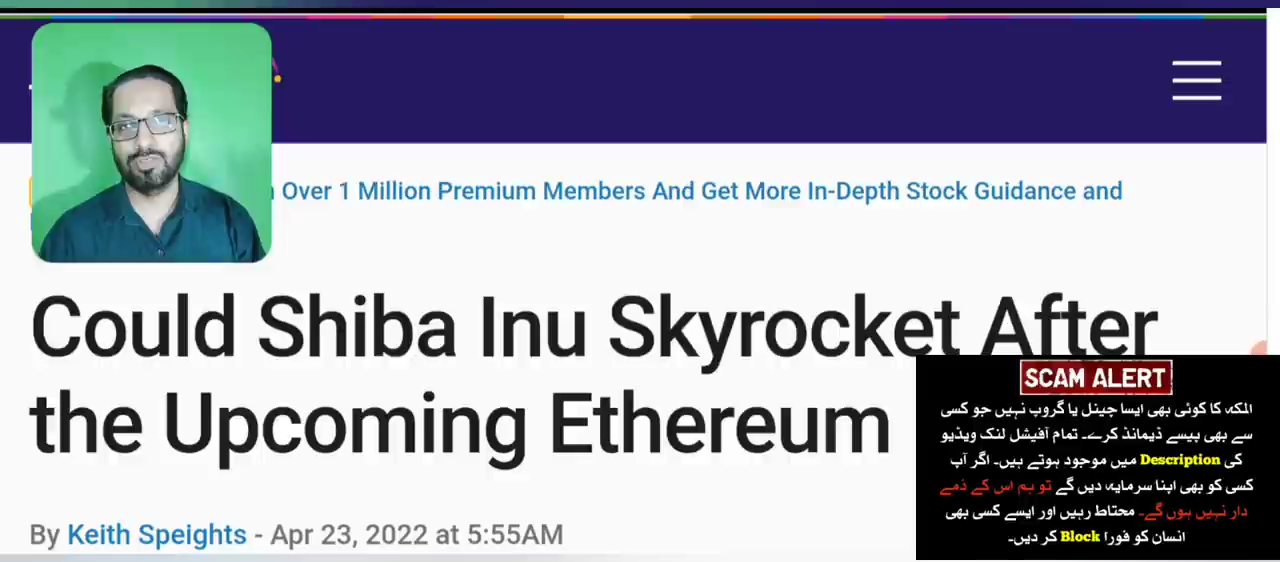 Over 1 Million Premium Members And Get More In-Depth Stock Guidance and
Could Shiba Inu Skyrocket After
the Upcoming Ethereum
By Keith Speights - Apr 23, 2022 at 5:55AM
SCAM ALERT
المکہ کا کوئی بھی ایسا چینل یا گروپ نہیں جو کسی
سے بھی پیسے ڈیمانڈ کرے۔ تمام آفیشل لنک ویڈیو
کی Description میں موجود ہوتے ہیں۔ اگر آپ
کسی کو بھی اپنا سرمایہ دیں گے تو ہم اس کے ذمے
دار نہیں ہوں گے۔ محتاط رہیں اور ایسے کسی بھی
انسان کو فورا Block کر دیں۔